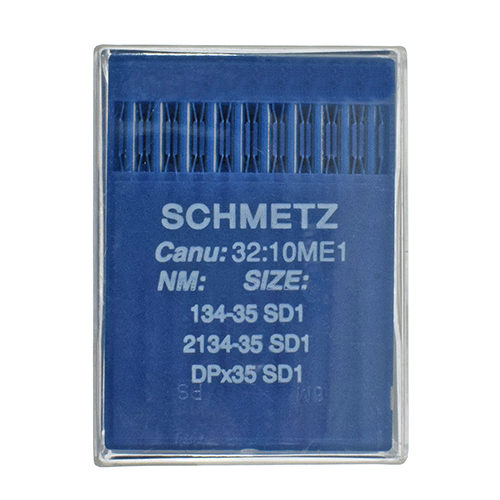 SCHMETZ
Canu: 32:10ME1
NM: SIZE:
134-35 SD1
2134-35 SD1
DPx35 SD1